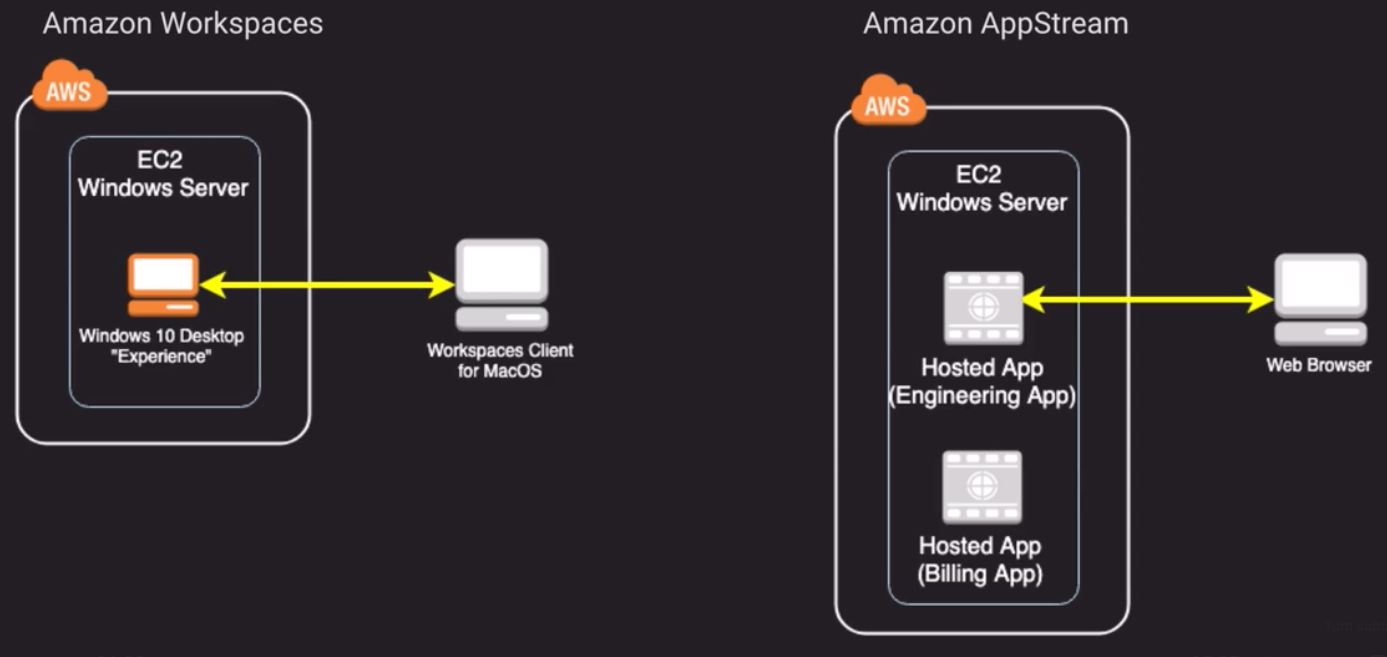 Amazon Workspaces
AWS
EC2
Windows Server
Windows 10 Desktop
"Experience"
Workspaces Client
for MacOS
Amazon AppStream
AWS
EC2
Windows Server
Hosted App
(Engineering App)
Hosted App
(Billing App)
Web Browser